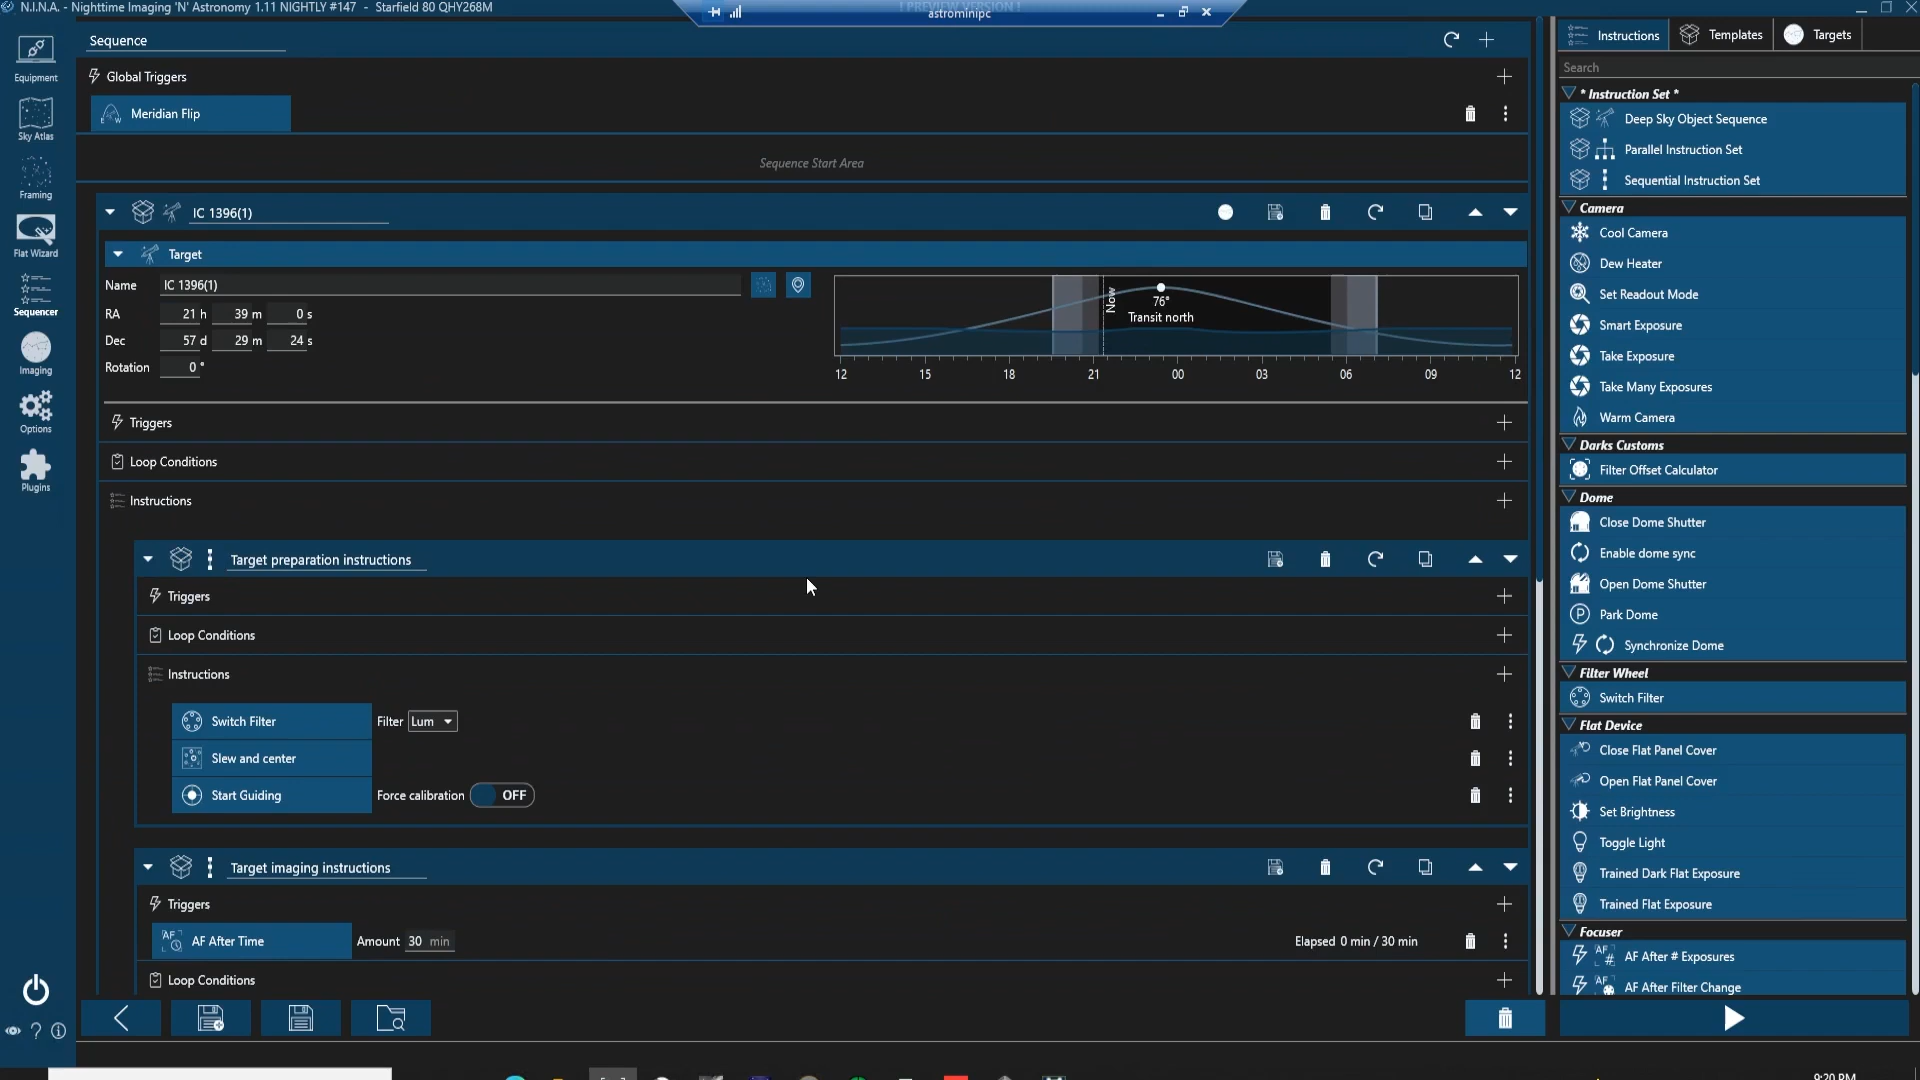 N.I.N.A. - Nighttime Imaging 'N' Astronomy 1.11 NIGHTLY #147 - Starfield 80 QHY268M
astrominipc
Equipment
Sky Atlas
Framing
Flat Wizard
Sequencer
Imaging
Options
Plugins
Sequence
Global Triggers
Meridian Flip
Sequence Start Area
IC 1396(1)
Target
Name IC 1396(1)
RA 21 h 39 m 0 s
Dec 57 d 29 m 24 s
Rotation 0 °
Now
76°
Transit north
12 15 18 21 00 03 06 09 12
Triggers
Loop Conditions
Instructions
Target preparation instructions
Triggers
Loop Conditions
Instructions
Switch Filter Filter Lum
Slew and center
Start Guiding Force calibration OFF
Target imaging instructions
Triggers
AF After Time Amount 30 min Elapsed 0 min / 30 min
Loop Conditions
Instructions Templates Targets
Search
* Instruction Set *
Deep Sky Object Sequence
Parallel Instruction Set
Sequential Instruction Set
Camera
Cool Camera
Dew Heater
Set Readout Mode
Smart Exposure
Take Exposure
Take Many Exposures
Warm Camera
Darks Customs
Filter Offset Calculator
Dome
Close Dome Shutter
Enable dome sync
Open Dome Shutter
Park Dome
Synchronize Dome
Filter Wheel
Switch Filter
Flat Device
Close Flat Panel Cover
Open Flat Panel Cover
Set Brightness
Toggle Light
Trained Dark Flat Exposure
Trained Flat Exposure
Focuser
AF After # Exposures
AF After Filter Change
9:20 PM